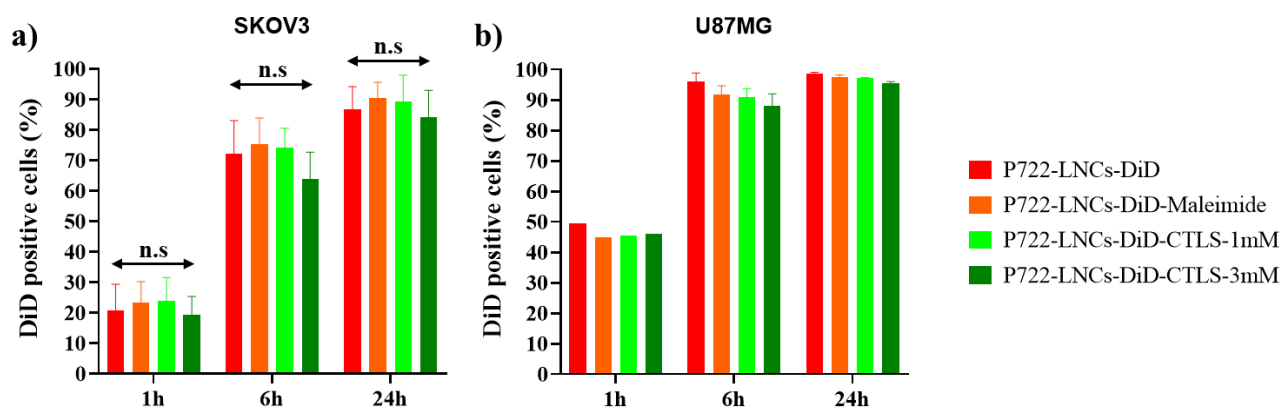 a)
SKOV3
DiD positive cells (%)
100
90
80
70
60
50
40
30
20
10
0
n.s
n.s
n.s
1h
6h
24h
b)
U87MG
DiD positive cells (%)
100
90
80
70
60
50
40
30
20
10
0
1h
6h
24h
P722-LNCs-DiD
P722-LNCs-DiD-Maleimide
P722-LNCs-DiD-CTLS-1mM
P722-LNCs-DiD-CTLS-3mM